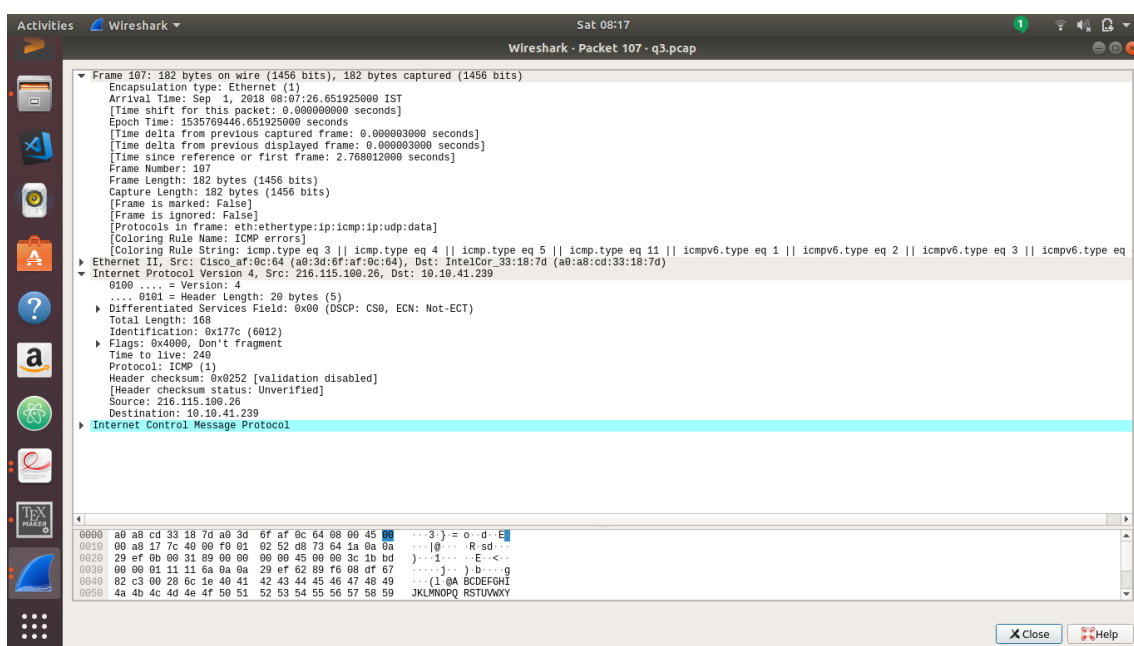 Activities Wireshark Sat 08:17 1
Wireshark · Packet 107 · q3.pcap
Frame 107: 182 bytes on wire (1456 bits), 182 bytes captured (1456 bits)
Encapsulation type: Ethernet (1)
Arrival Time: Sep  1, 2018 08:07:26.651925000 IST
[Time shift for this packet: 0.000000000 seconds]
Epoch Time: 1535769446.651925000 seconds
[Time delta from previous captured frame: 0.000003000 seconds]
[Time delta from previous displayed frame: 0.000003000 seconds]
[Time since reference or first frame: 2.768012000 seconds]
Frame Number: 107
Frame Length: 182 bytes (1456 bits)
Capture Length: 182 bytes (1456 bits)
[Frame is marked: False]
[Frame is ignored: False]
[Protocols in frame: eth:ethertype:ip:icmp:ip:udp:data]
[Coloring Rule Name: ICMP errors]
[Coloring Rule String: icmp.type eq 3 || icmp.type eq 4 || icmp.type eq 5 || icmp.type eq 11 || icmpv6.type eq 1 || icmpv6.type eq 2 || icmpv6.type eq 3 || icmpv6.type eq
Ethernet II, Src: Cisco_af:0c:64 (a0:3d:6f:af:0c:64), Dst: IntelCor_33:18:7d (a0:a8:cd:33:18:7d)
Internet Protocol Version 4, Src: 216.115.100.26, Dst: 10.10.41.239
0100 .... = Version: 4
.... 0101 = Header Length: 20 bytes (5)
Differentiated Services Field: 0x00 (DSCP: CS0, ECN: Not-ECT)
Total Length: 168
Identification: 0x177c (6012)
Flags: 0x4000, Don't fragment
Time to live: 240
Protocol: ICMP (1)
Header checksum: 0x0252 [validation disabled]
[Header checksum status: Unverified]
Source: 216.115.100.26
Destination: 10.10.41.239
Internet Control Message Protocol
0000 a0 a8 cd 33 18 7d a0 3d 6f af 0c 64 08 00 45 00 ···3·}·= o··d··E·
0010 00 a8 17 7c 40 00 f0 01 02 52 d8 73 64 1a 0a 0a ···|@··· ·R·sd···
0020 29 ef 0b 00 31 89 00 00 00 00 45 00 00 3c 1b bd )···1··· ··E··<··
0030 00 00 01 11 11 6a 0a 0a 29 ef 62 89 f6 08 df 67 ·····j·· )·b····g
0040 82 c3 00 28 6c 1e 40 41 42 43 44 45 46 47 48 49 ···(l·@A BCDEFGHI
0050 4a 4b 4c 4d 4e 4f 50 51 52 53 54 55 56 57 58 59 JKLMNOPQ RSTUVWXY
Close Help
TEX
MAKER